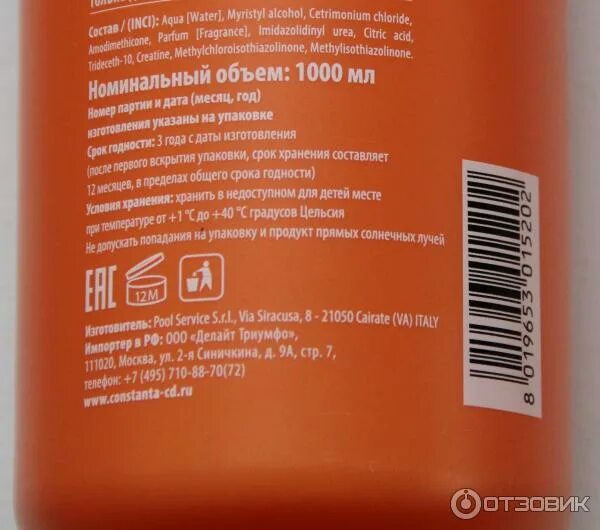 Состав / (INCI): Aqua [Water], Myristyl alcohol, Cetrimonium chloride,
Amodimethicone, Parfum [Fragrance], Imidazolidinyl urea, Citric acid,
Trideceth-10, Creatine, Methylchloroisothiazolinone, Methylisothiazolinone.
Номинальный объем: 1000 мл
Номер партии и дата (месяц, год)
изготовления указаны на упаковке
Срок годности: 3 года с даты изготовления
(после первого вскрытия упаковки, срок хранения составляет
12 месяцев, в пределах общего срока годности)
Условия хранения: хранить в недоступном для детей месте
при температуре от +1 °С до +40 °С градусов Цельсия
Не допускать попадания на упаковку и продукт прямых солнечных лучей
ЕАС 12M
Изготовитель: Pool Service S.r.l., Via Siracusa, 8 - 21050 Cairate (VA) ITALY
Импортер в РФ: ООО «Делайт Триумфо»,
111020, Москва, ул. 2-я Синичкина, д. 9А, стр. 7,
телефон: +7 (495) 710-88-70(72)
www.constanta-cd.ru
8 019653 015202
ОТЗОВИК